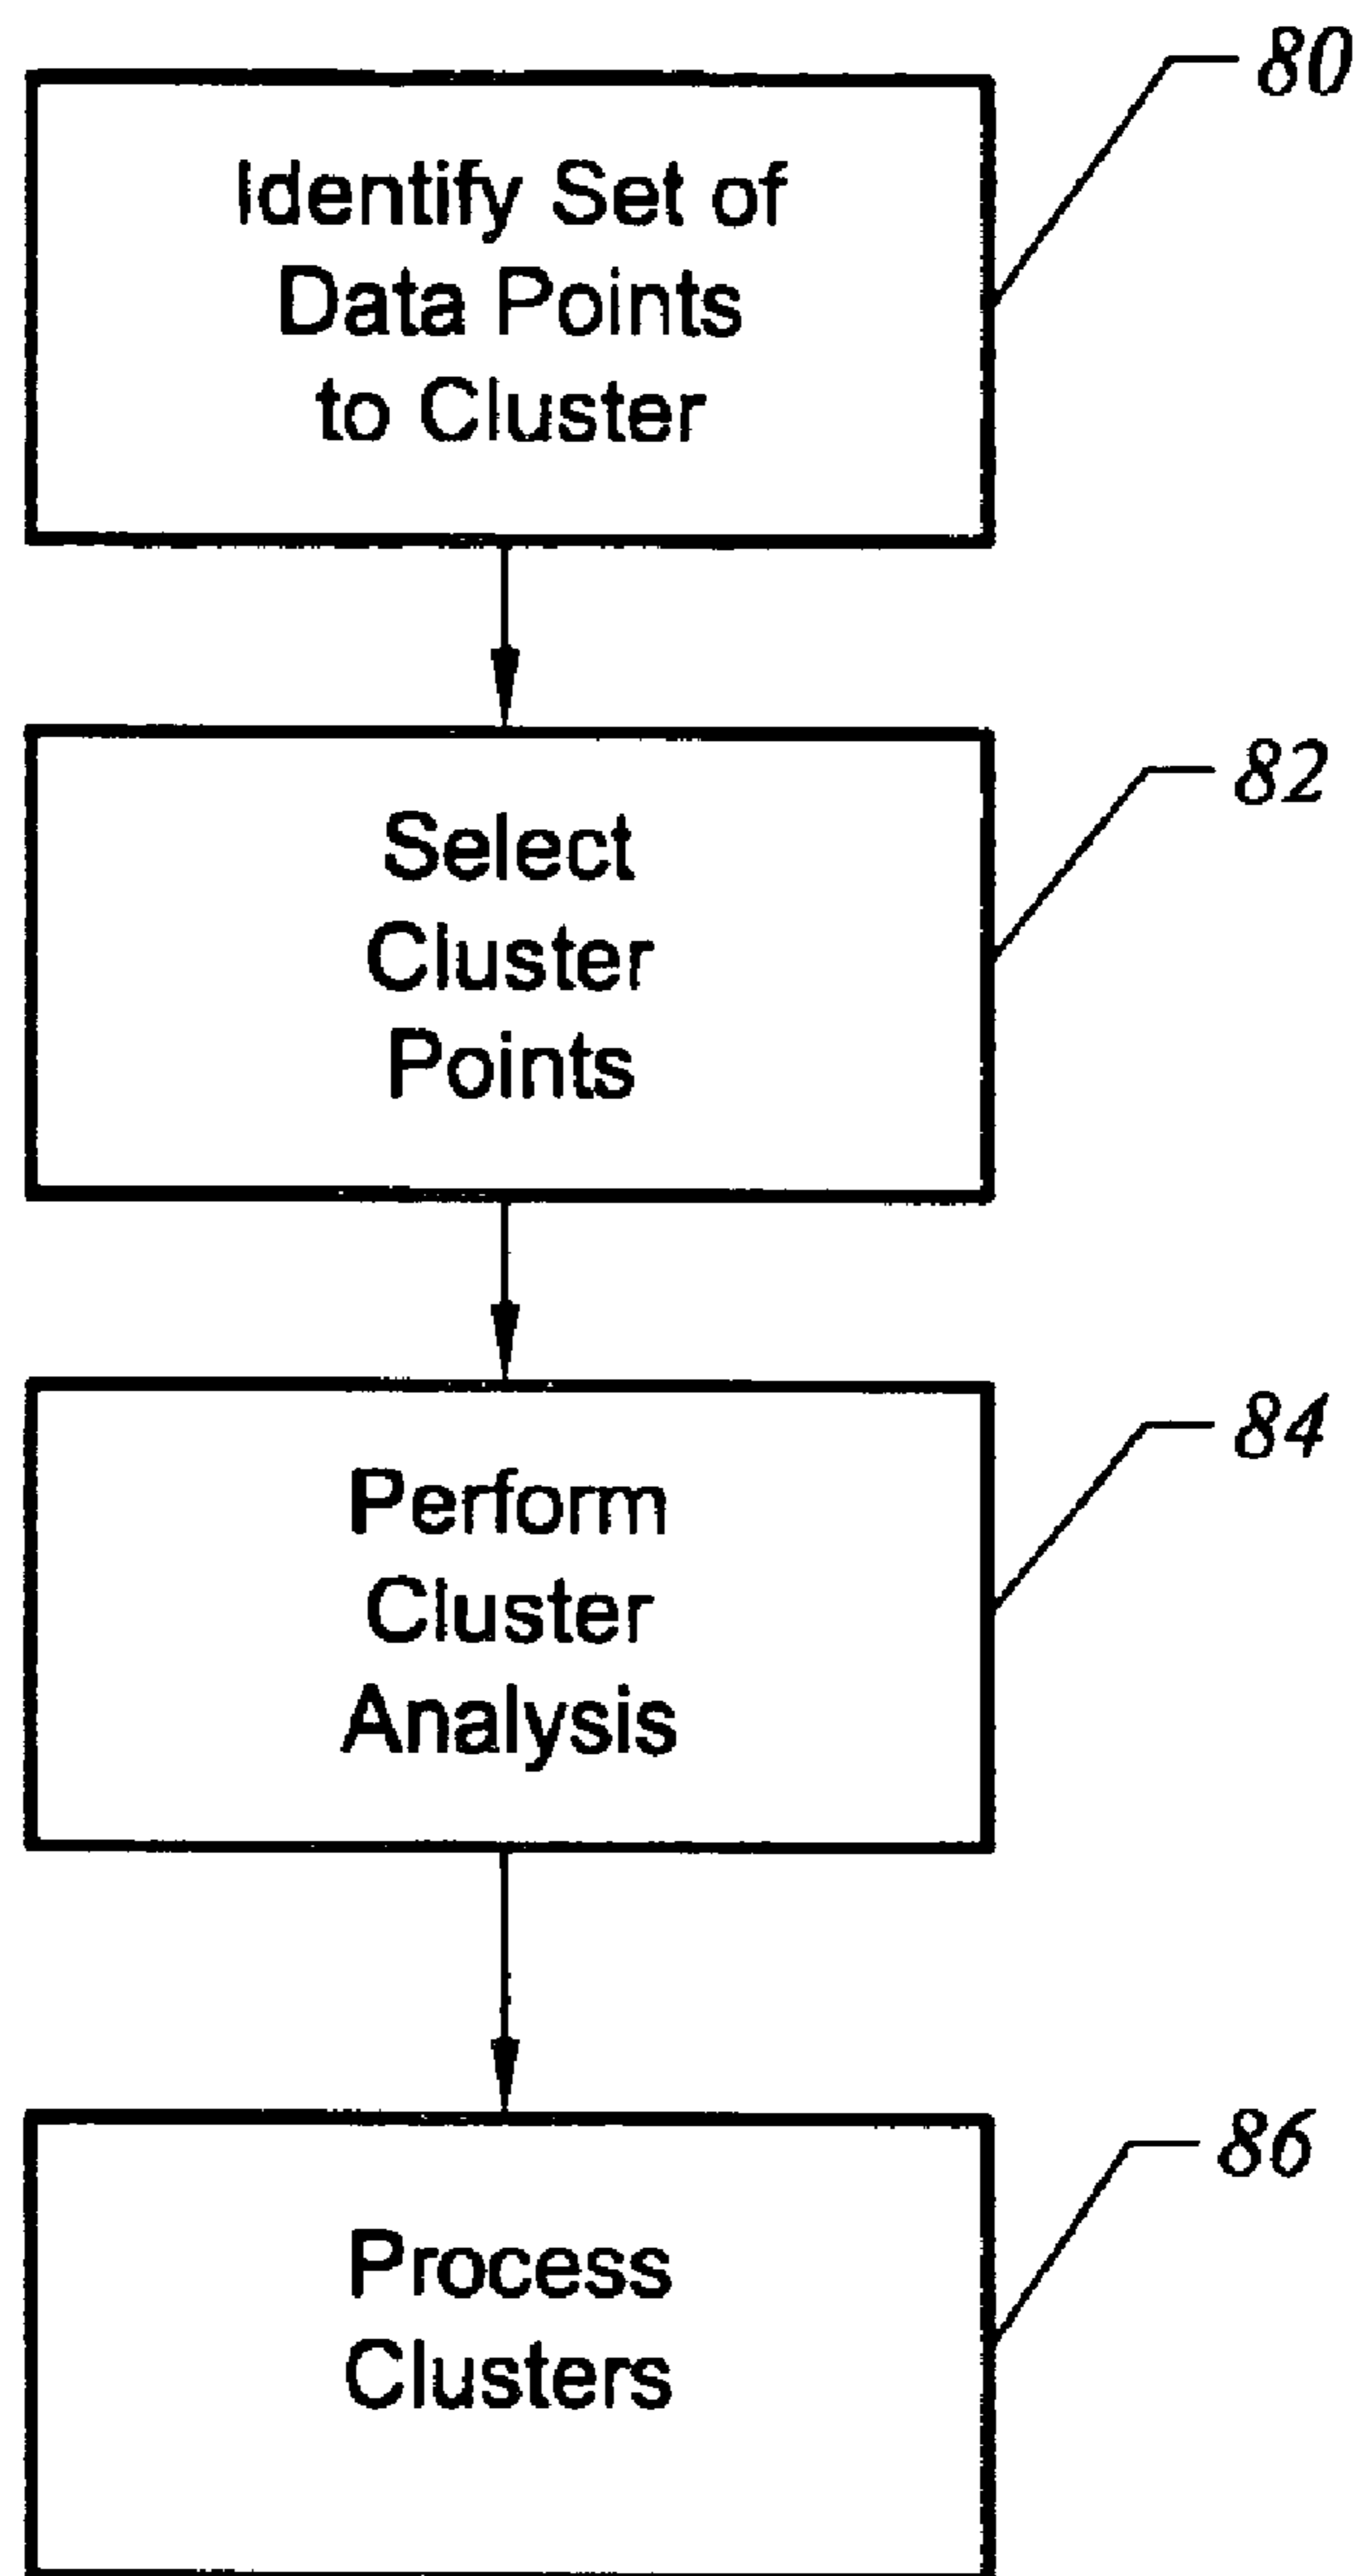 80
Identify Set of
Data Points
to Cluster
82
Select
Cluster
Points
84
Perform
Cluster
Analysis
86
Process
Clusters